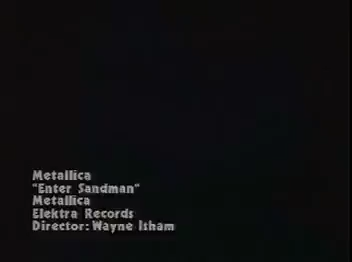 Metallica
"Enter Sandman"
Metallica
Elektra Records
Director: Wayne Isham